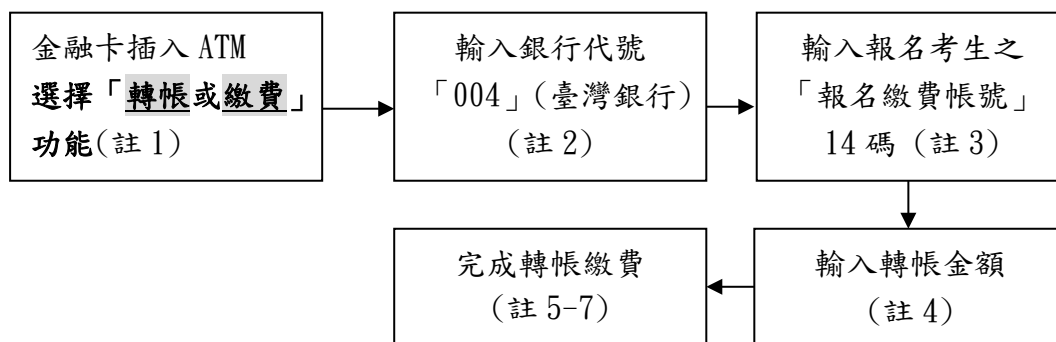 金融卡插入 ATM
選擇「轉帳或繳費」
功能(註 1)
輸入銀行代號
「004」(臺灣銀行)
(註 2)
輸入報名考生之
「報名繳費帳號」
14 碼 (註 3)
輸入轉帳金額
(註 4)
完成轉帳繳費
(註 5-7)